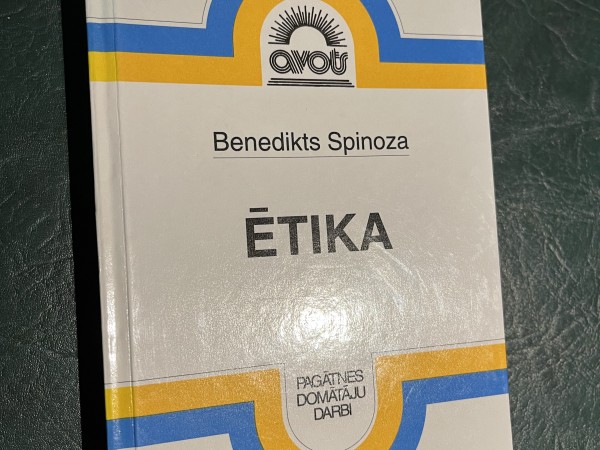 avots
Benedikts Spinoza
ĒTIKA
PAGĀTNES
DOMĀTĀJU
DARBI